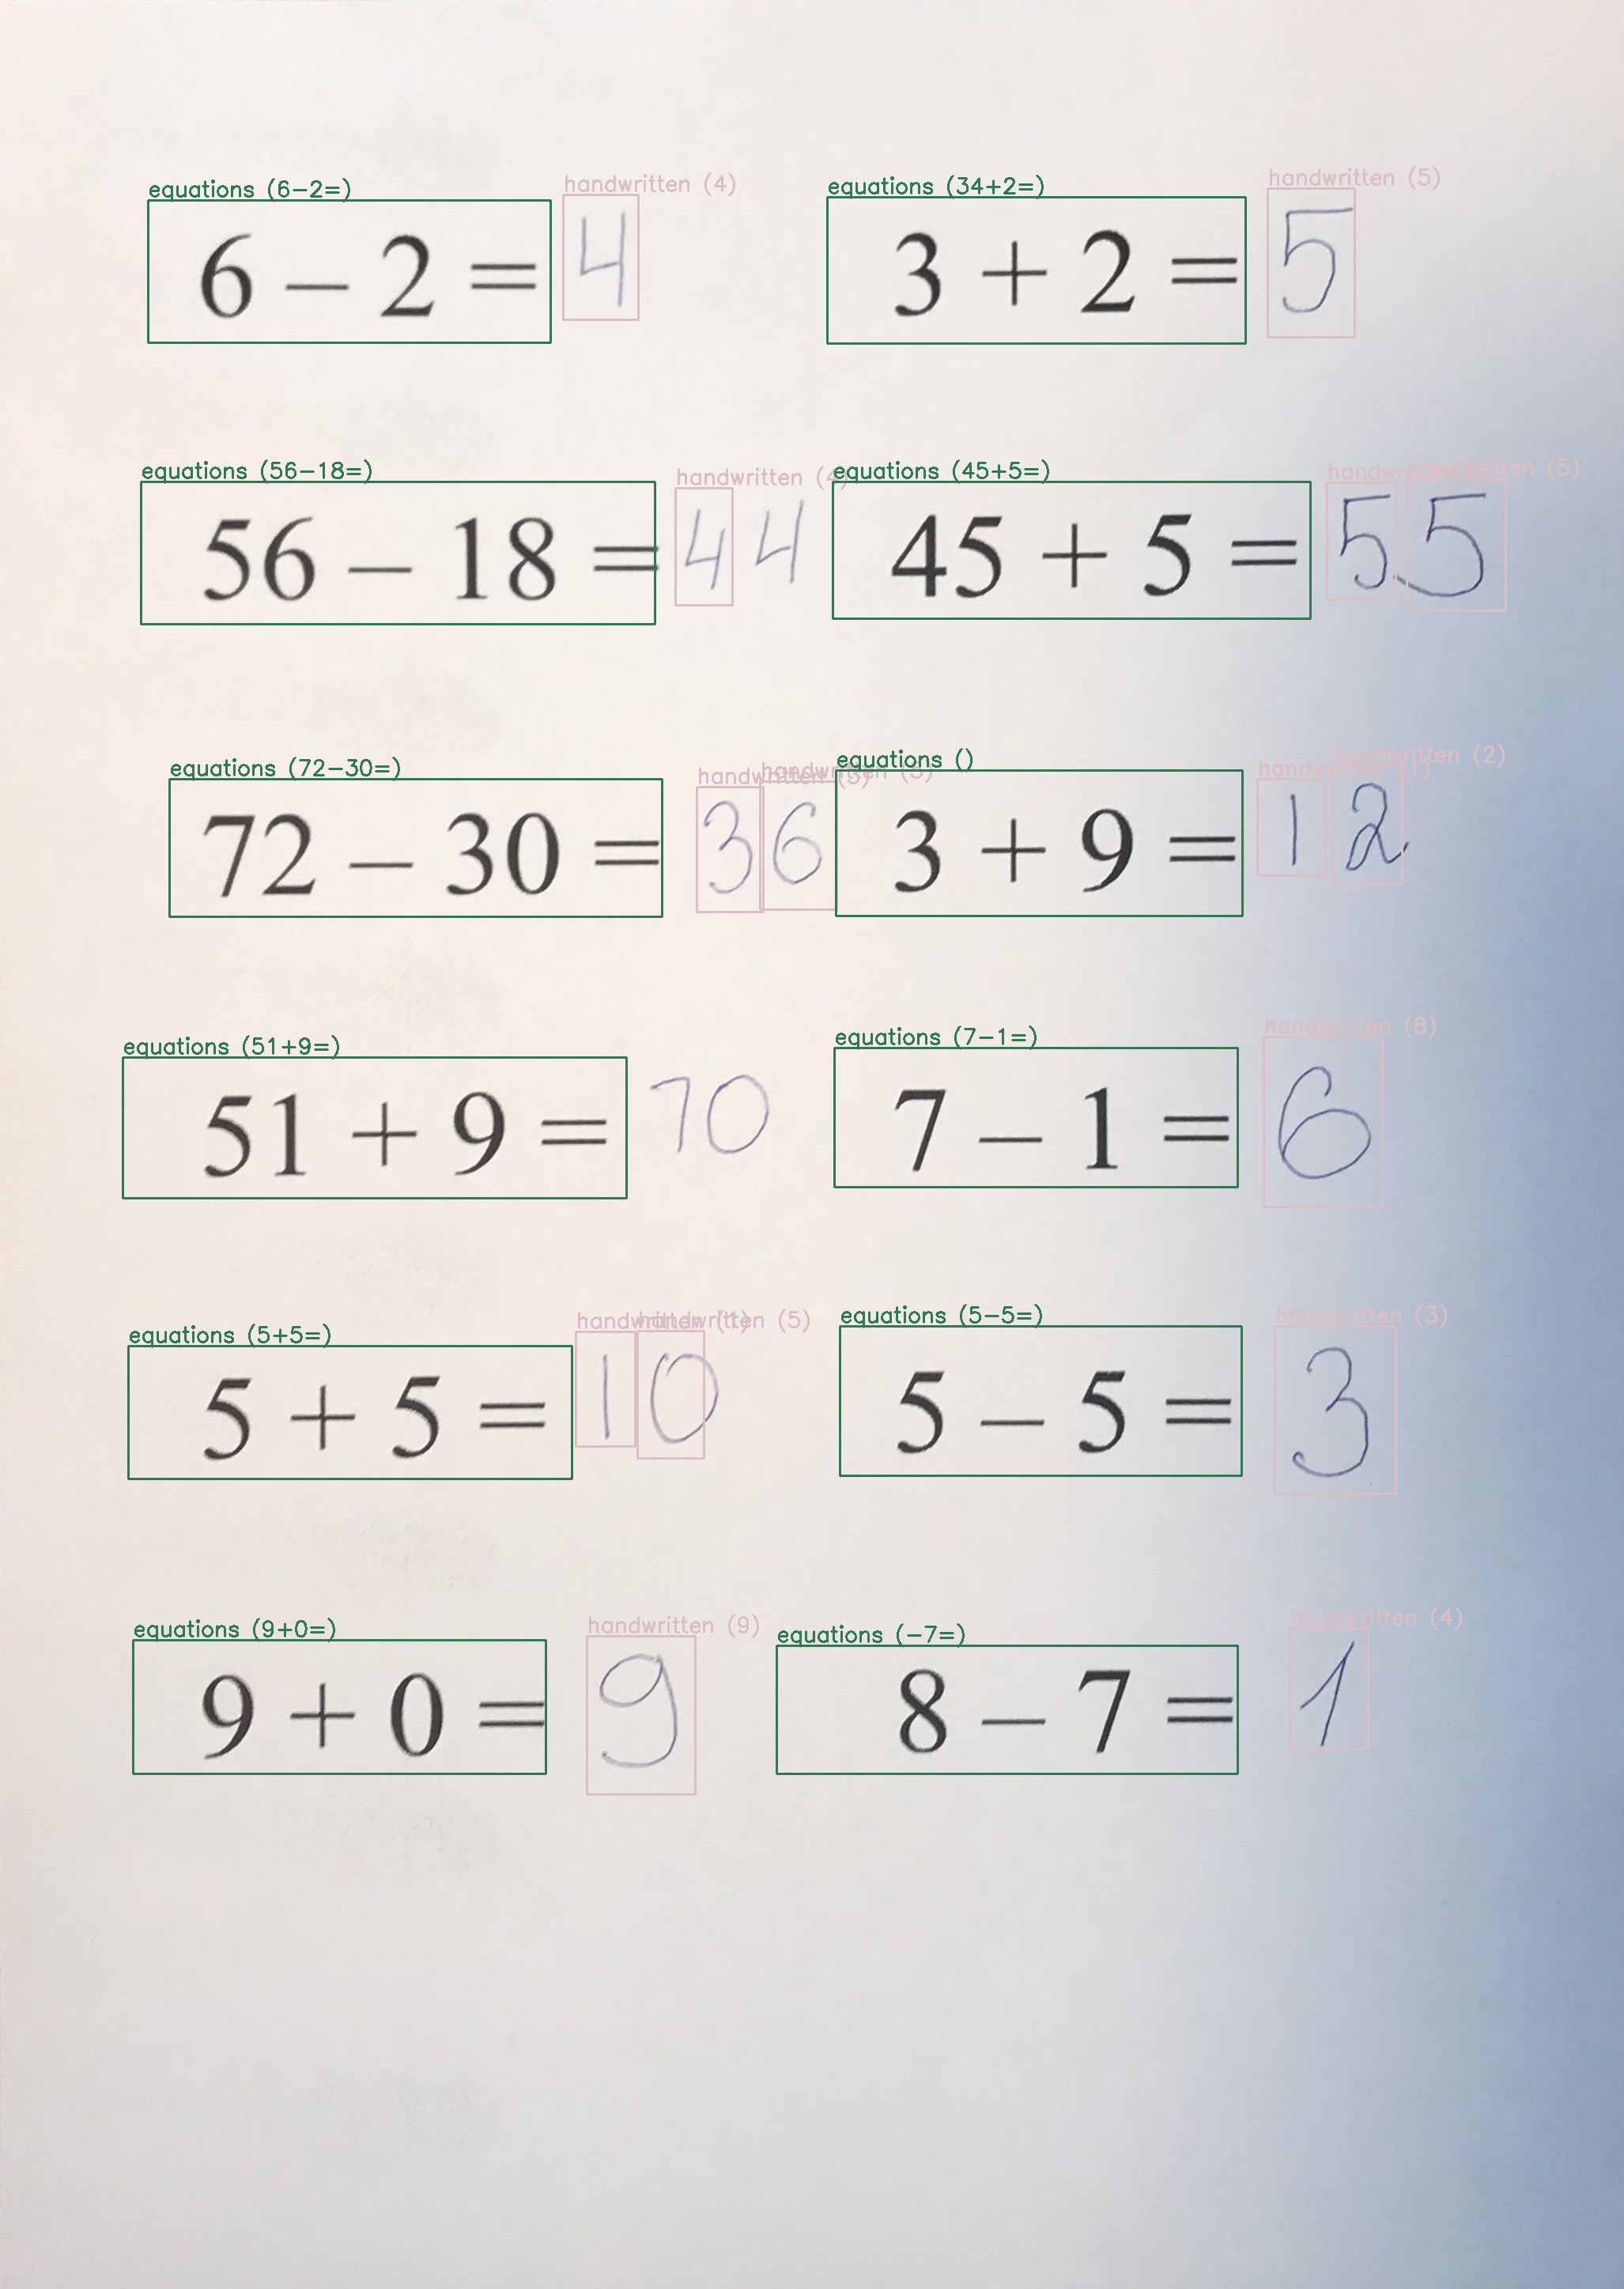 equations (6-2=) handwritten (4) equations (34+2=) handwritten (5)
6 – 2 = 4 3 + 2 = 5
equations (56-18=) handwritten (4) equations (45+5=) handwritten (5)
56 – 18 = 44 45 + 5 = 55
equations (72-30=) equations () handwritten (1) handwritten (2)
72 – 30 = 36 3 + 9 = 12
equations (51+9=) equations (7-1=) handwritten (8)
51 + 9 = 70 7 – 1 = 6
equations (5+5=) handwritten (1) handwritten (5) equations (5-5=) handwritten (3)
5 + 5 = 10 5 – 5 = 3
equations (9+0=) handwritten (9) equations (-7=) handwritten (4)
9 + 0 = 9 8 – 7 = 1